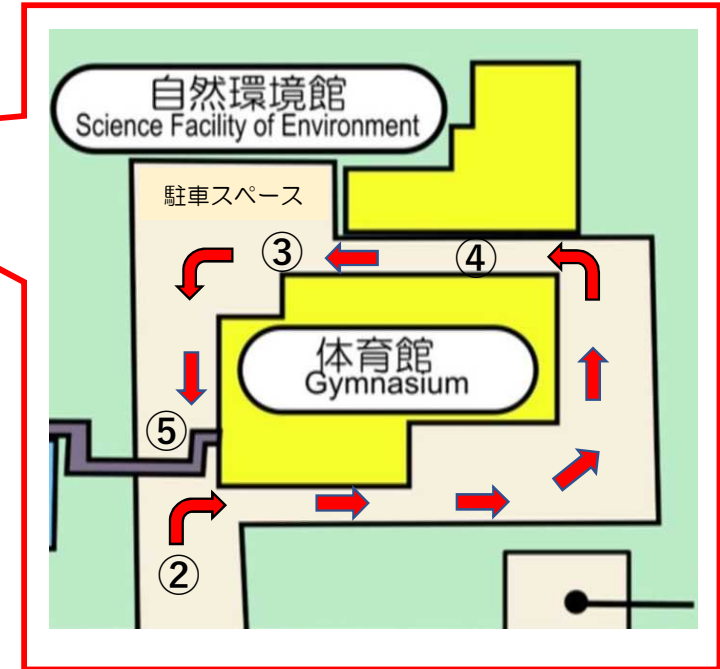 自然環境館
Science Facility of Environment
駐車スペース
③
④
体育館
Gymnasium
⑤
②